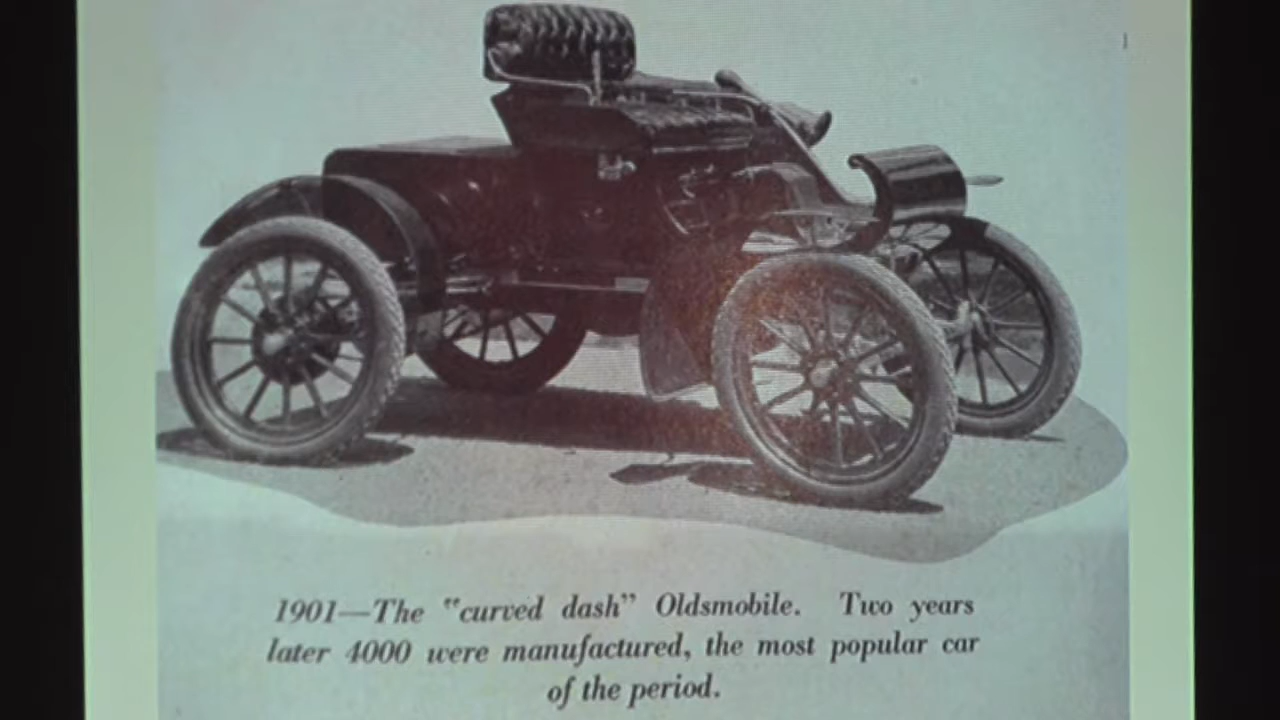 1901—The "curved dash" Oldsmobile. Two years
later 4000 were manufactured, the most popular car
of the period.